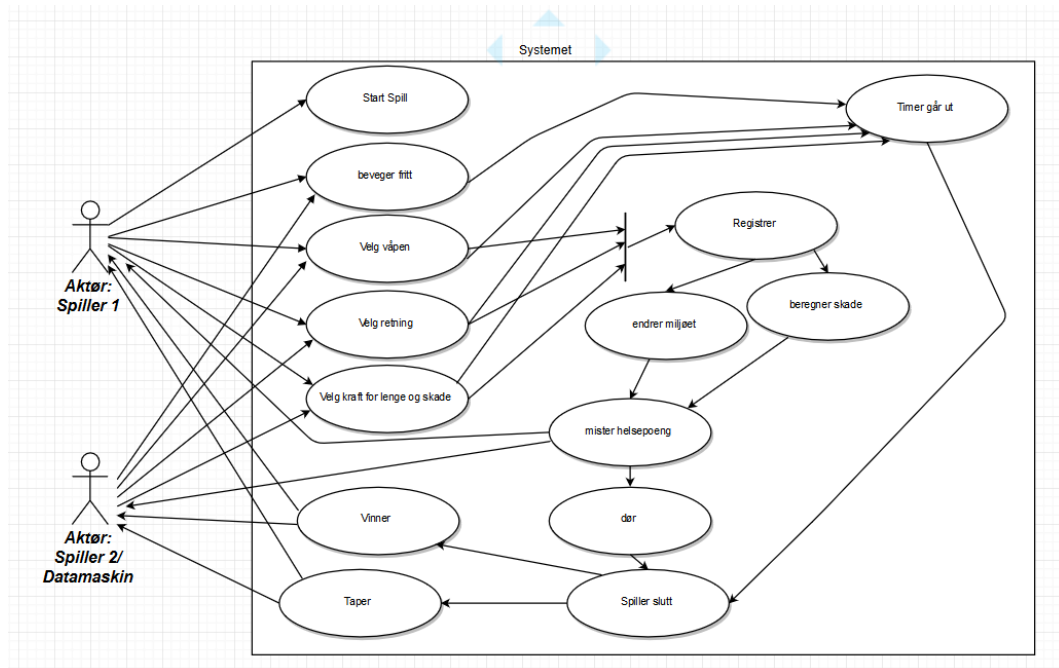 Systemet
Start Spill
Timer går ut
beveger fritt
Velg våpen
Registrer
Aktør:
Spiller 1
Velg retning
endrer miljøet
beregner skade
Velg kraft for lenge og skade
mister helsepoeng
Aktør:
Spiller 2/
Datamaskin
Vinner
dør
Taper
Spiller slutt